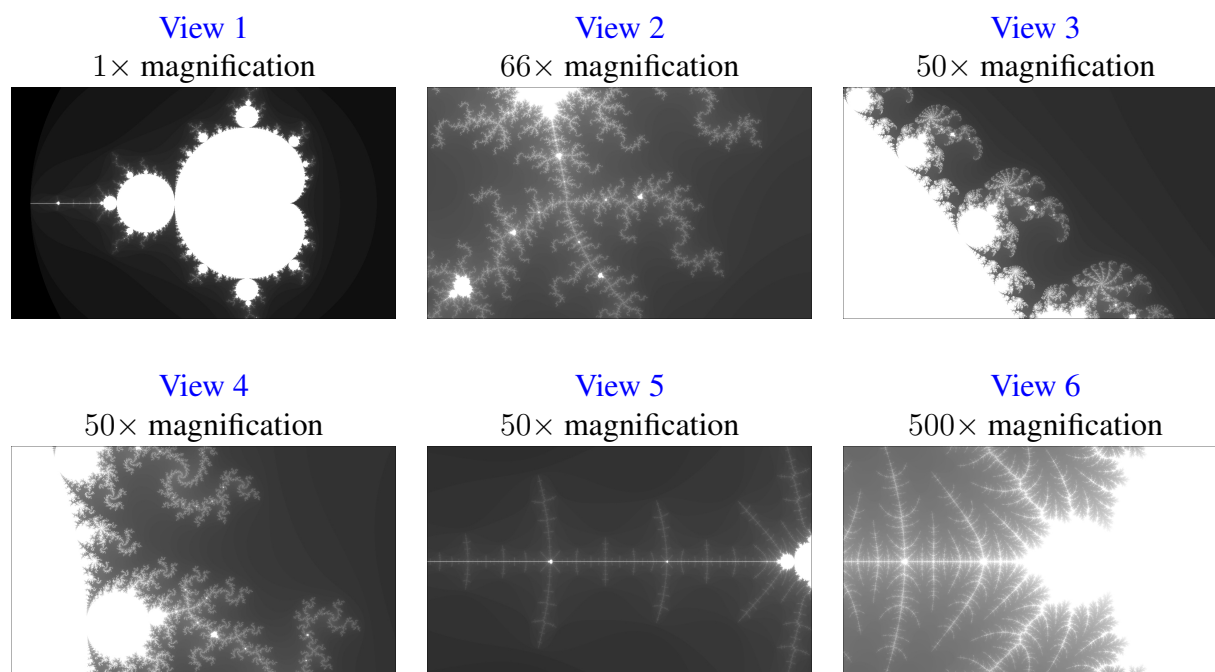 View 1
1× magnification
View 2
66× magnification
View 3
50× magnification
View 4
50× magnification
View 5
50× magnification
View 6
500× magnification